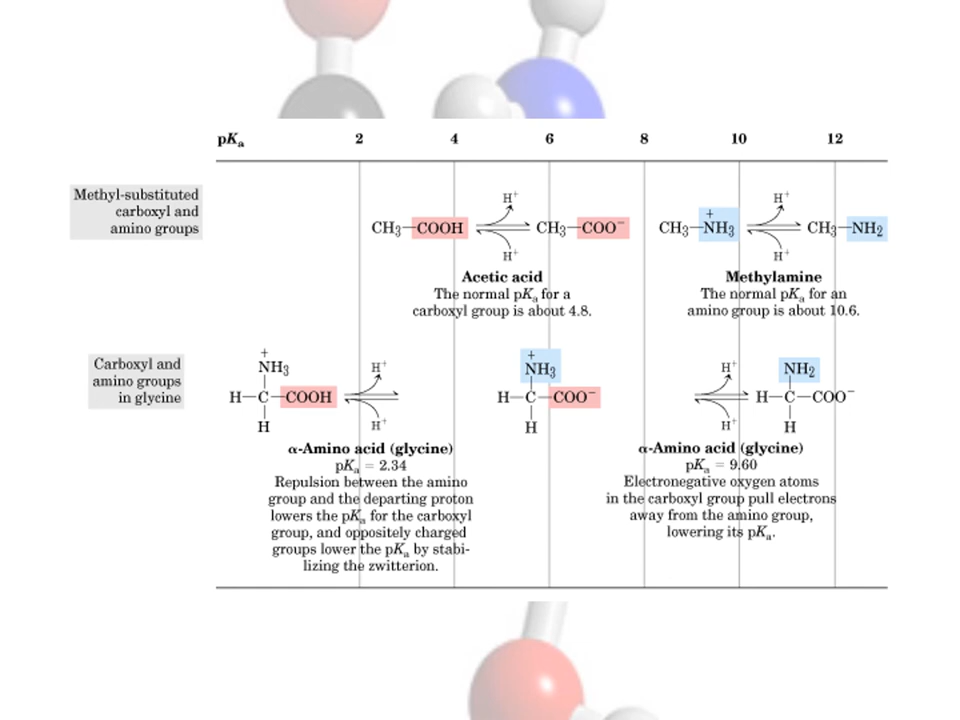 pKa 2 4 6 8 10 12
Methyl-substituted
carboxyl and
amino groups
H+ H+
CH3—COOH CH3—COO− CH3—NH3+ CH3—NH2
H+ H+
Acetic acid
The normal pKa for a
carboxyl group is about 4.8.
Methylamine
The normal pKa for an
amino group is about 10.6.
Carboxyl and
amino groups
in glycine
+ +
NH3 H+ NH3 H+ NH2
H—C—COOH H—C—COO− H—C—COO−
H H+ H H+ H
α-Amino acid (glycine)
pKa = 2.34
Repulsion between the amino
group and the departing proton
lowers the pKa for the carboxyl
group, and oppositely charged
groups lower the pKa by stabi-
lizing the zwitterion.
α-Amino acid (glycine)
pKa = 9.60
Electronegative oxygen atoms
in the carboxyl group pull electrons
away from the amino group,
lowering its pKa.